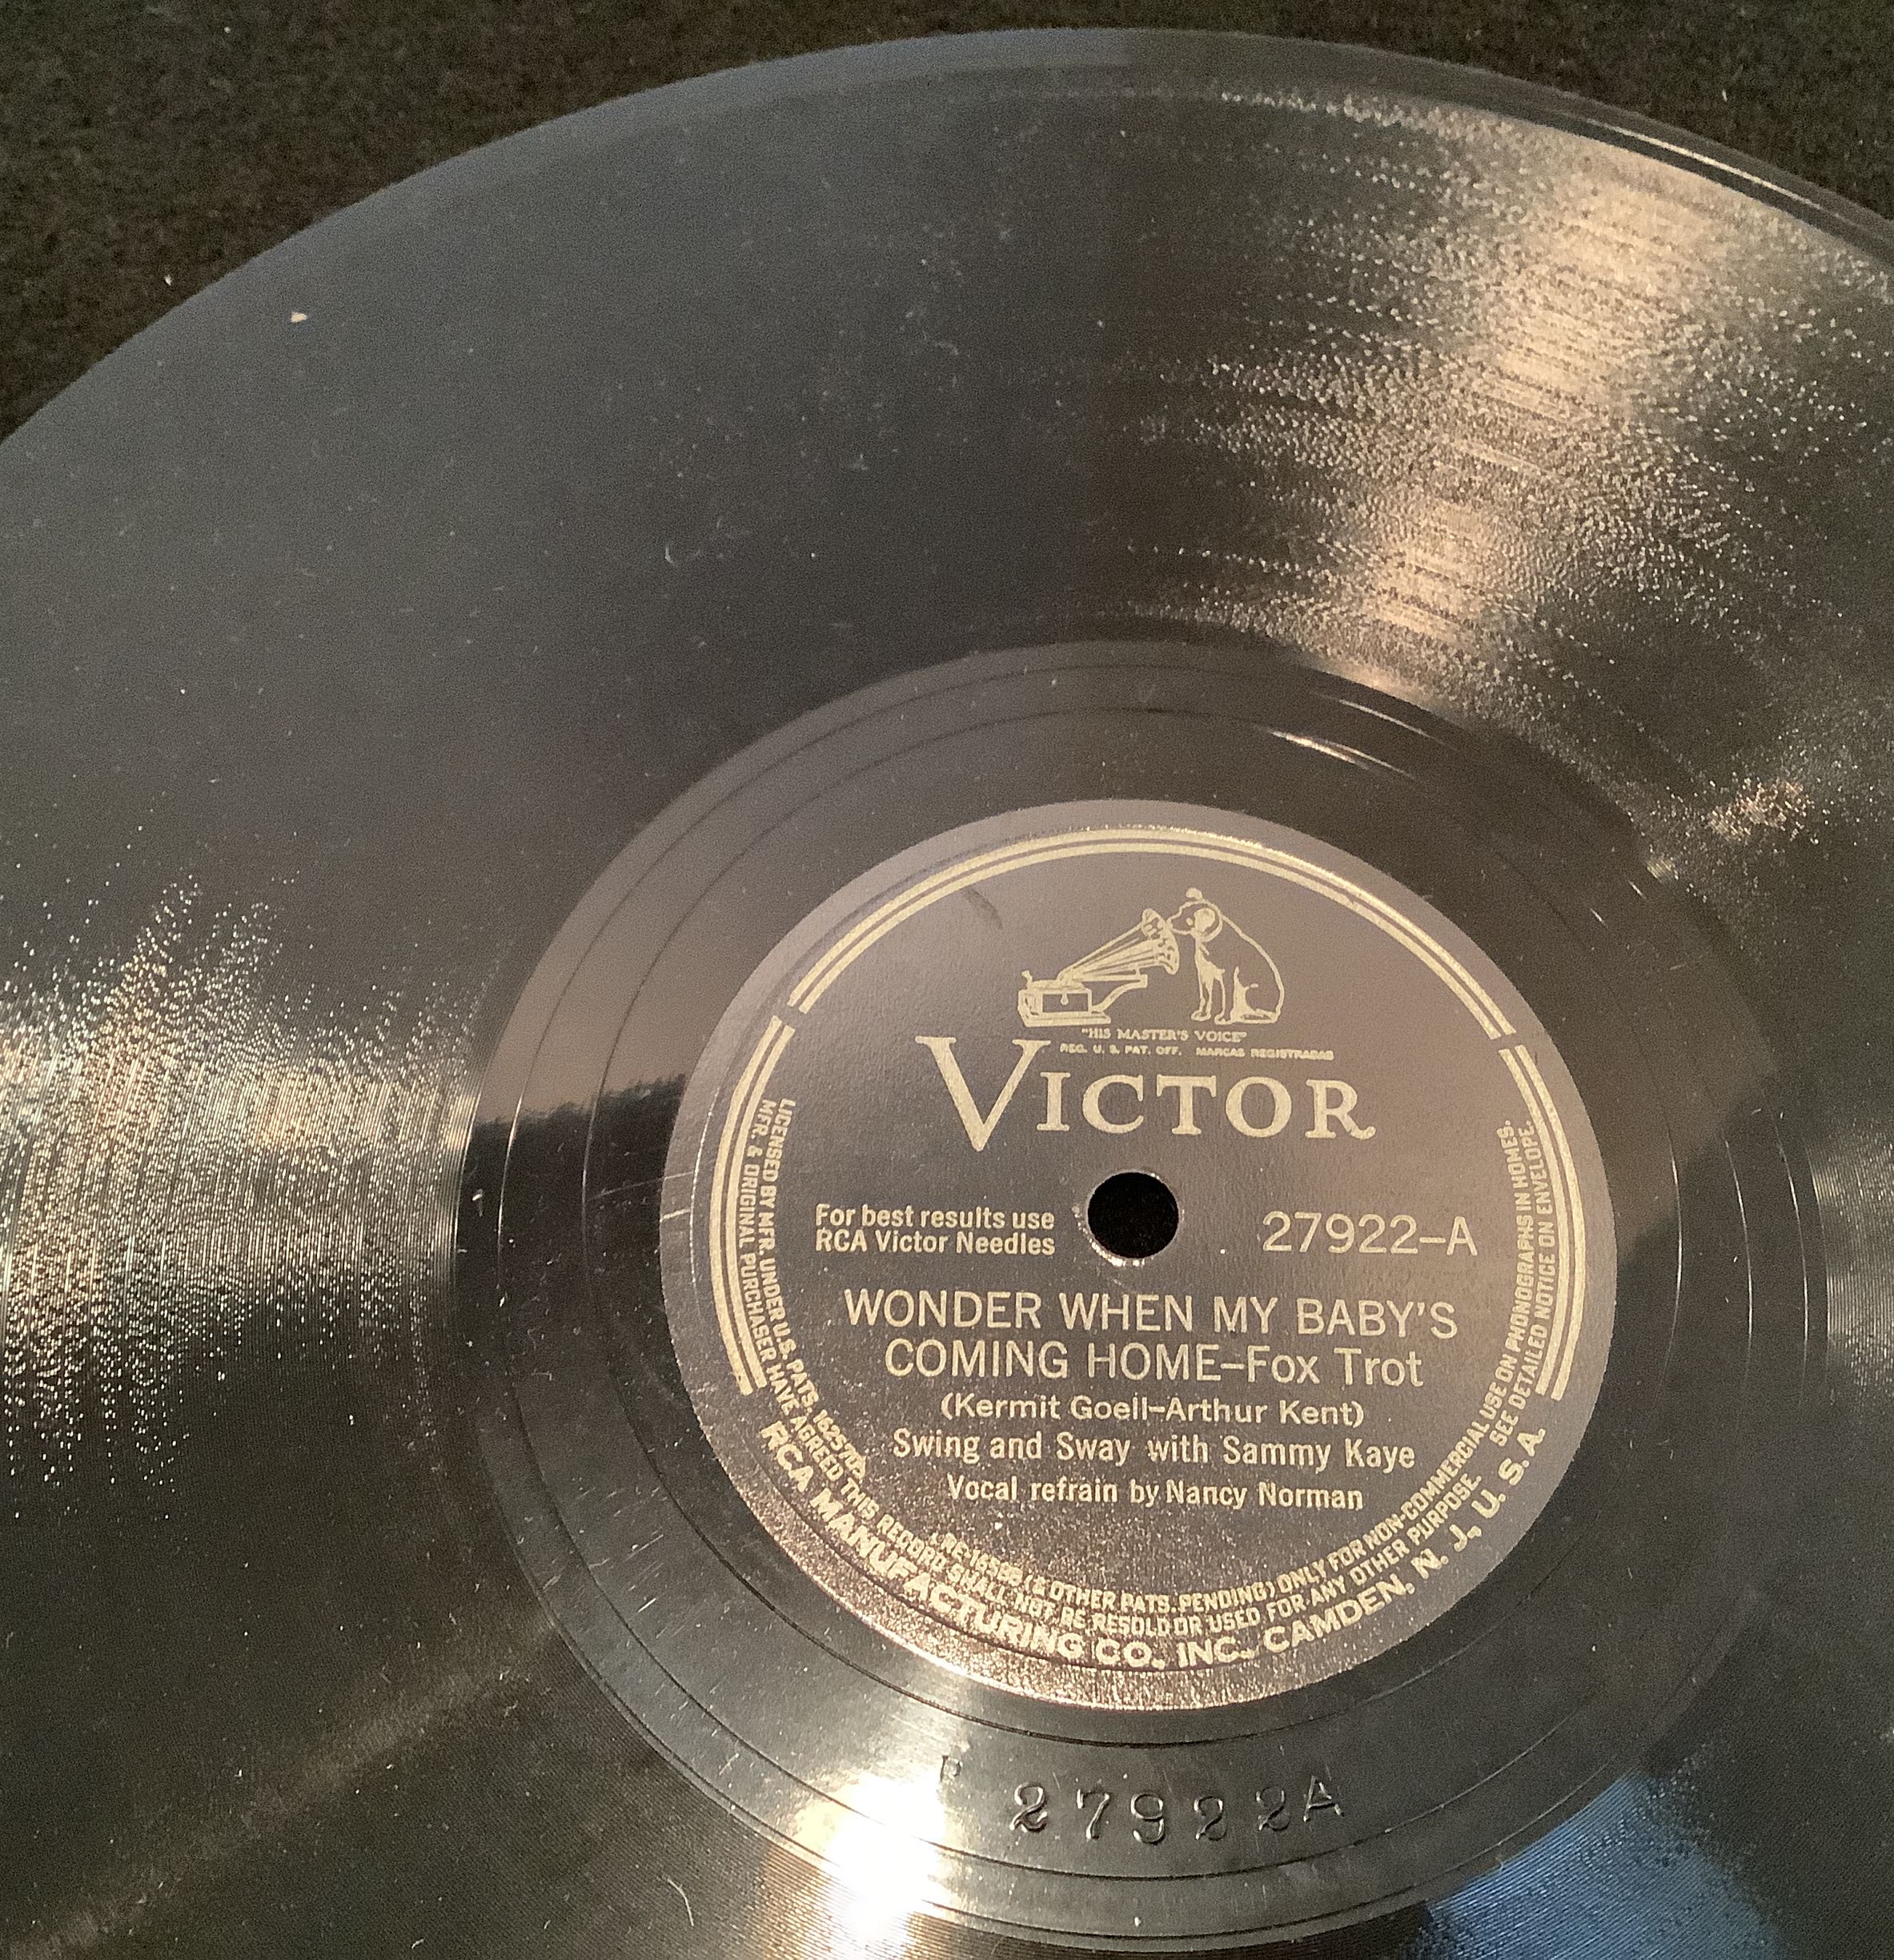 "HIS MASTER'S VOICE"
REG. U. S. PAT. OFF. MARCAS REGISTRADAS
VICTOR
For best results use
RCA Victor Needles
27922–A
WONDER WHEN MY BABY'S
COMING HOME–Fox Trot
(Kermit Goell–Arthur Kent)
Swing and Sway with Sammy Kaye
Vocal refrain by Nancy Norman
LICENSED BY MFR. UNDER U.S. PATS. (& OTHER PATS. PENDING) ONLY FOR NON-COMMERCIAL USE ON PHONOGRAPHS IN HOMES.
MFR. & ORIGINAL PURCHASER HAVE AGREED THIS RECORD SHALL NOT BE RESOLD OR USED FOR ANY OTHER PURPOSE. SEE DETAILED NOTICE ON ENVELOPE.
RCA MANUFACTURING CO., INC., CAMDEN, N. J., U. S. A.
P
27922A